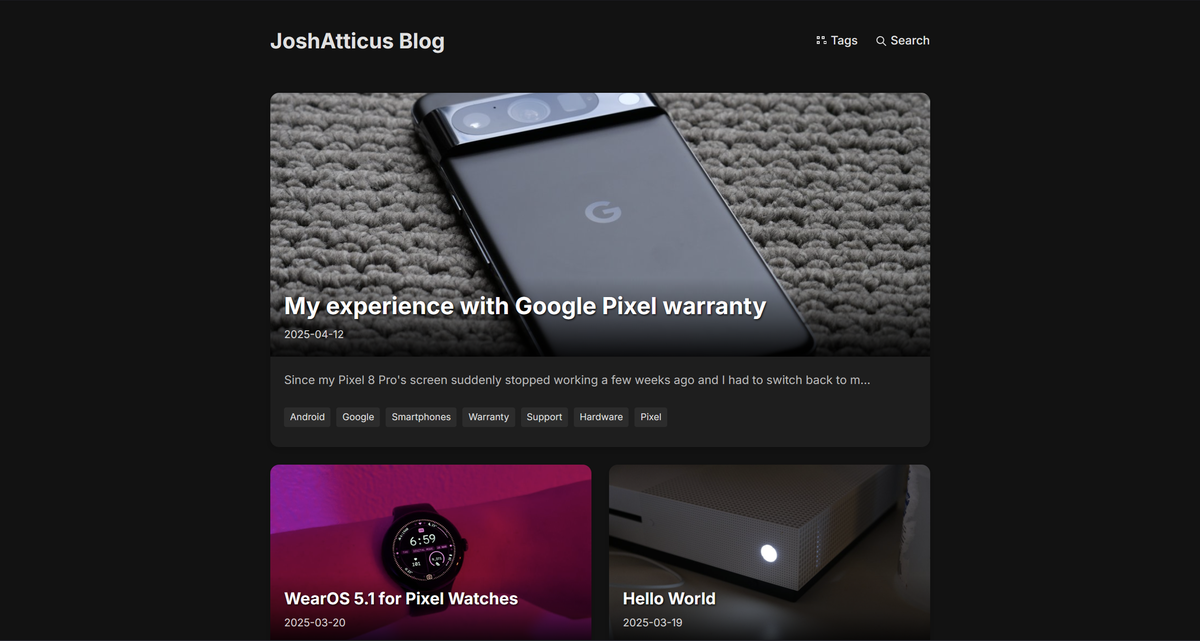 JoshAtticus Blog
Tags
Search
My experience with Google Pixel warranty
2025-04-12
Since my Pixel 8 Pro's screen suddenly stopped working a few weeks ago and I had to switch back to m...
Android Google Smartphones Warranty Support Hardware Pixel
6:59
WearOS 5.1 for Pixel Watches
2025-03-20
Hello World
2025-03-19